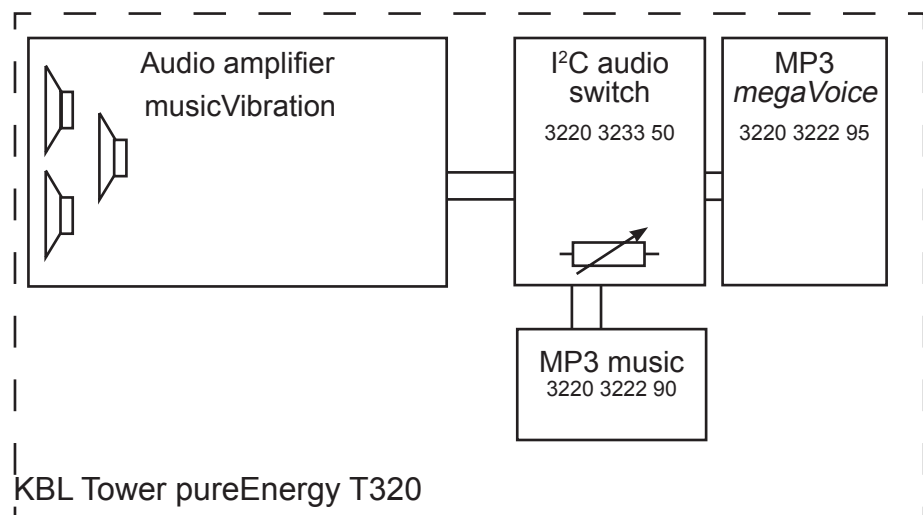 Audio amplifier
musicVibration
I²C audio
switch
3220 3233 50
MP3
megaVoice
3220 3222 95
MP3 music
3220 3222 90
KBL Tower pureEnergy T320